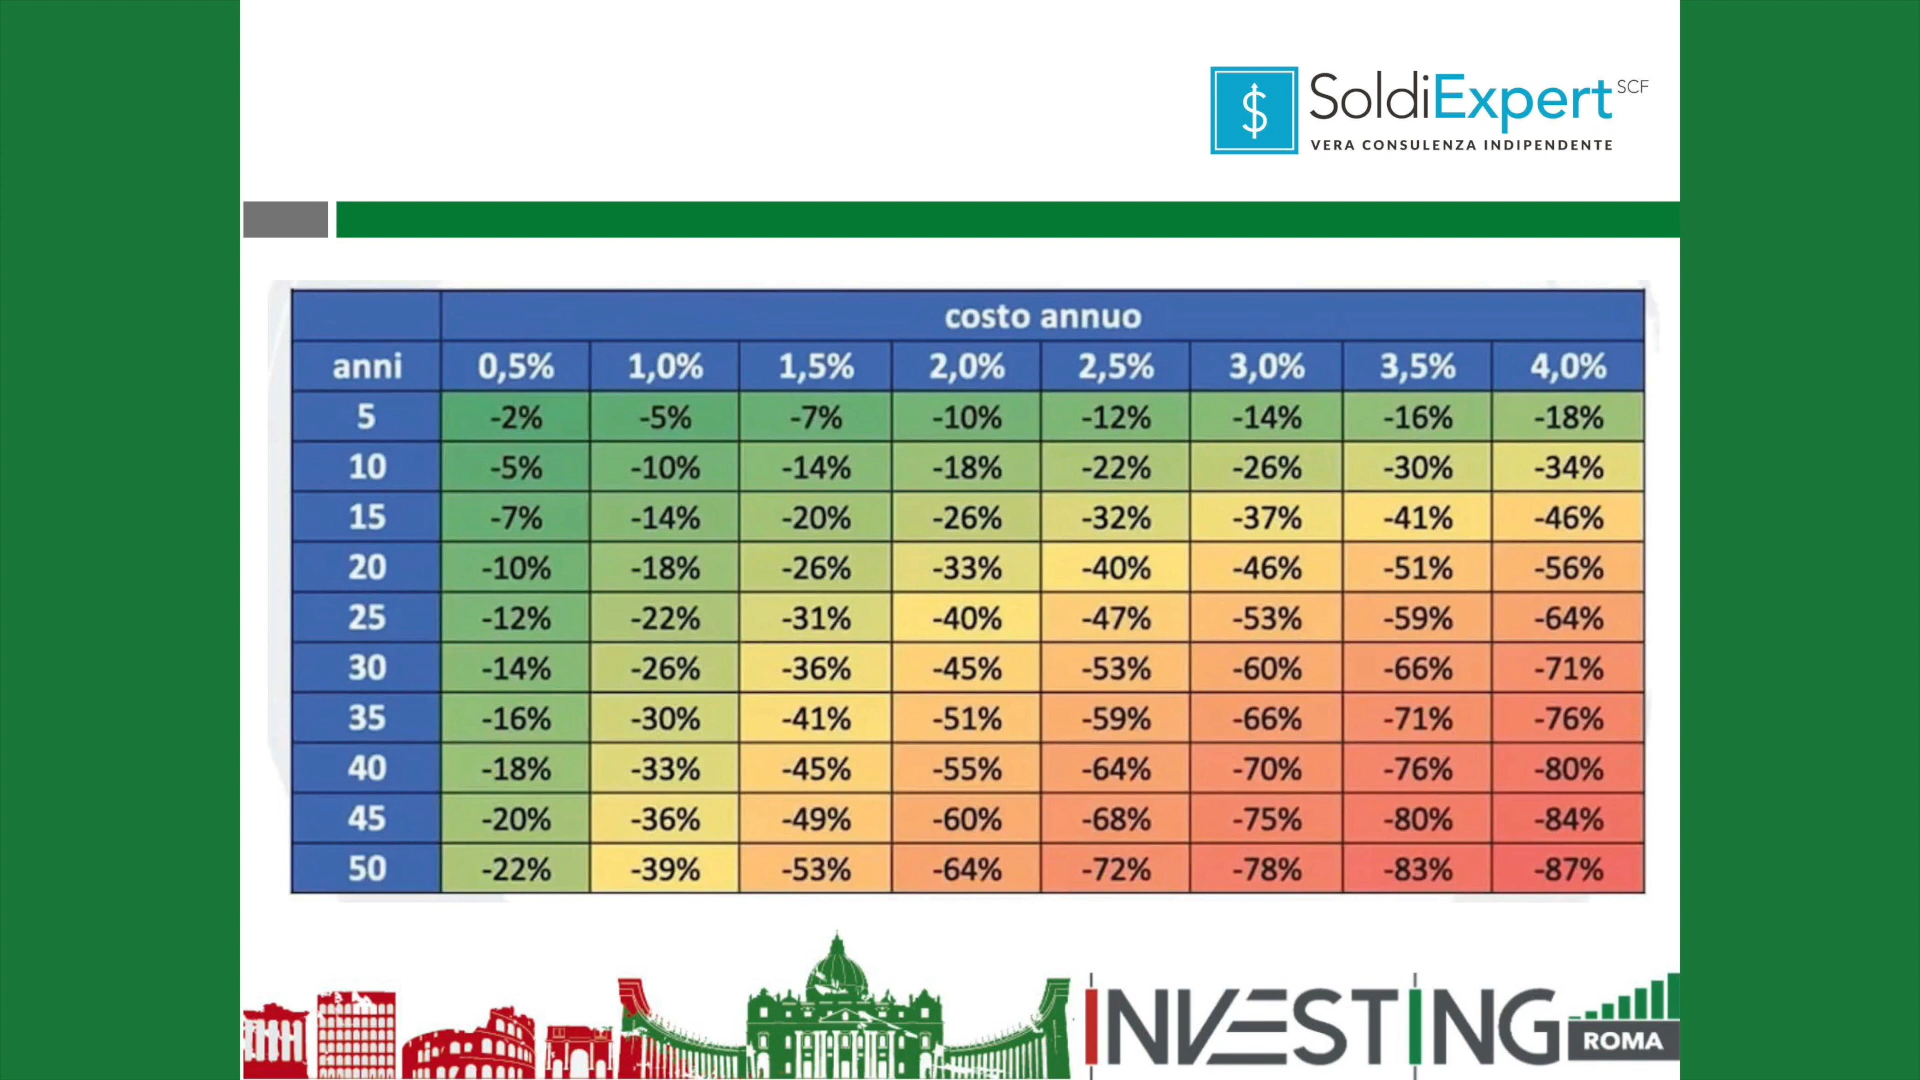 $ SoldiExpert SCF
VERA CONSULENZA INDIPENDENTE
costo annuo
anni 0,5% 1,0% 1,5% 2,0% 2,5% 3,0% 3,5% 4,0%
5 -2% -5% -7% -10% -12% -14% -16% -18%
10 -5% -10% -14% -18% -22% -26% -30% -34%
15 -7% -14% -20% -26% -32% -37% -41% -46%
20 -10% -18% -26% -33% -40% -46% -51% -56%
25 -12% -22% -31% -40% -47% -53% -59% -64%
30 -14% -26% -36% -45% -53% -60% -66% -71%
35 -16% -30% -41% -51% -59% -66% -71% -76%
40 -18% -33% -45% -55% -64% -70% -76% -80%
45 -20% -36% -49% -60% -68% -75% -80% -84%
50 -22% -39% -53% -64% -72% -78% -83% -87%
INVESTING
ROMA